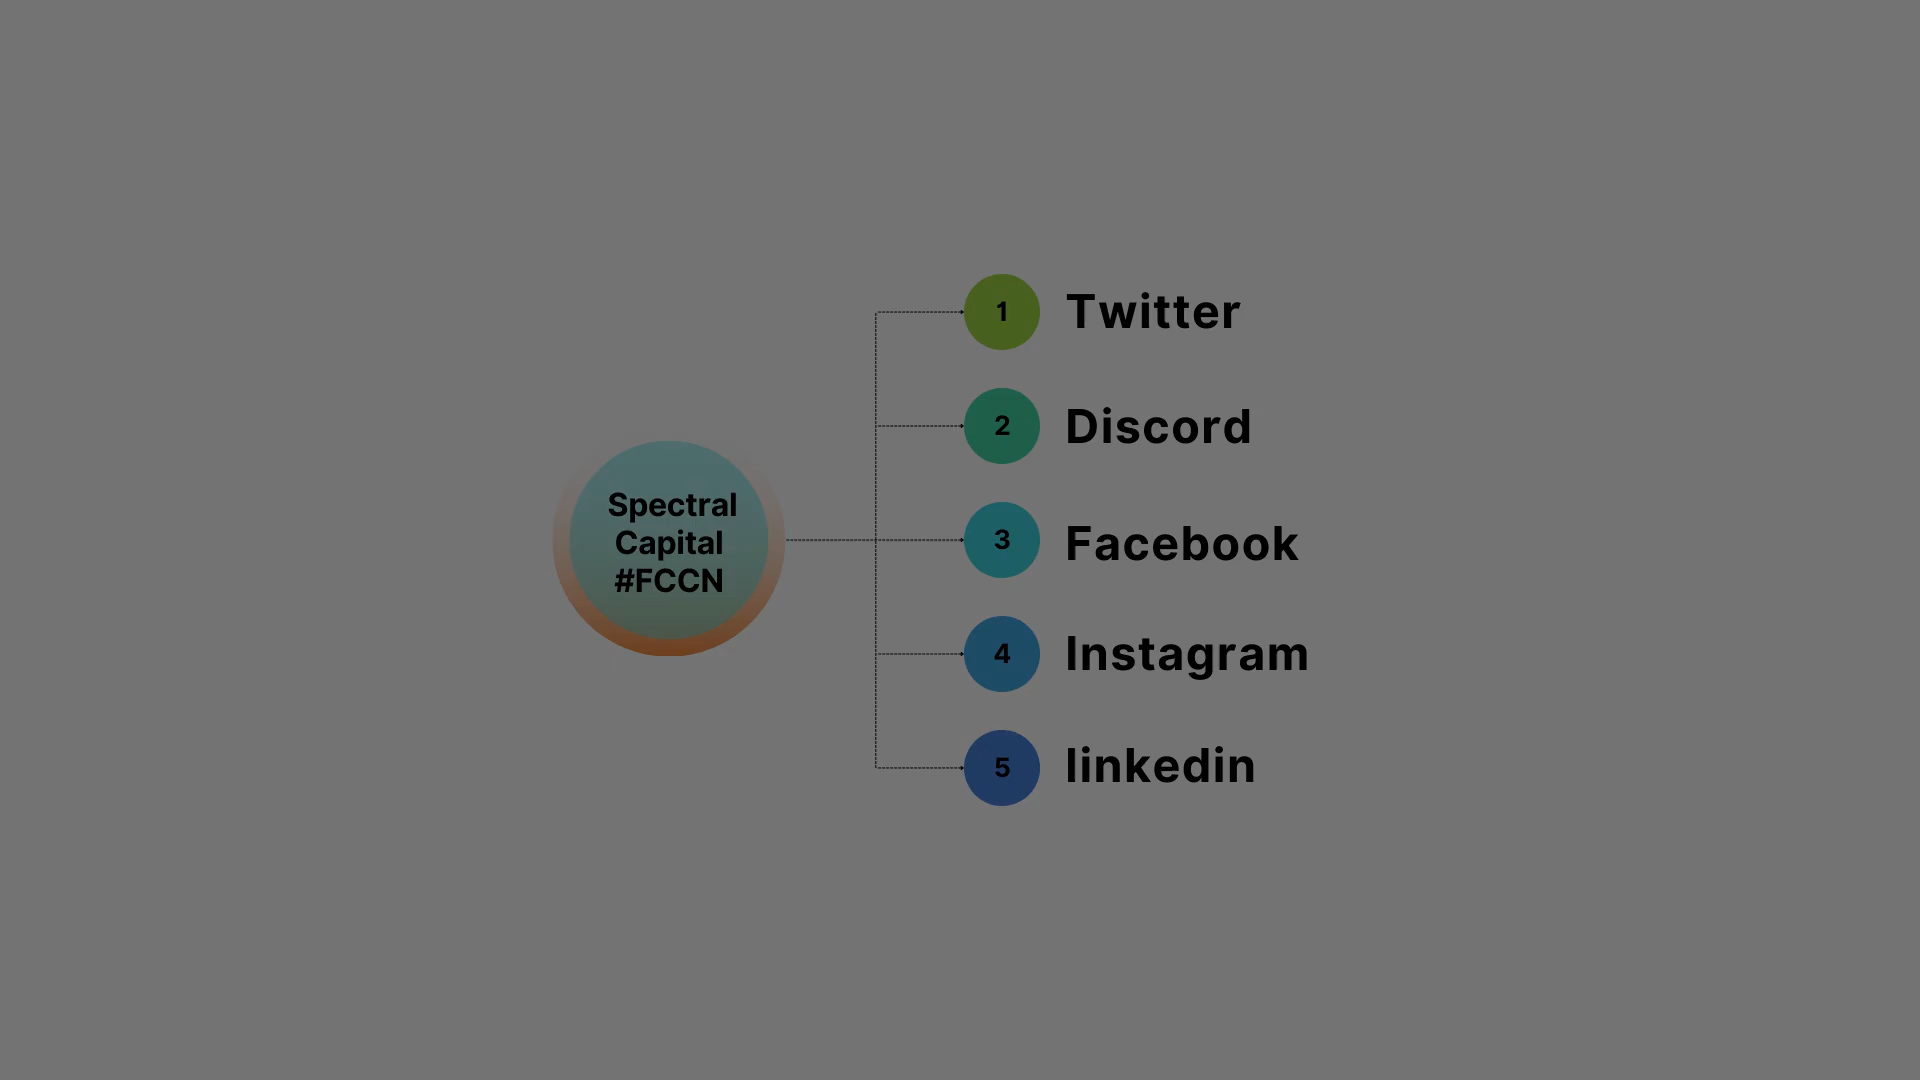 Spectral
Capital
#FCCN
1 Twitter
2 Discord
3 Facebook
4 Instagram
5 linkedin